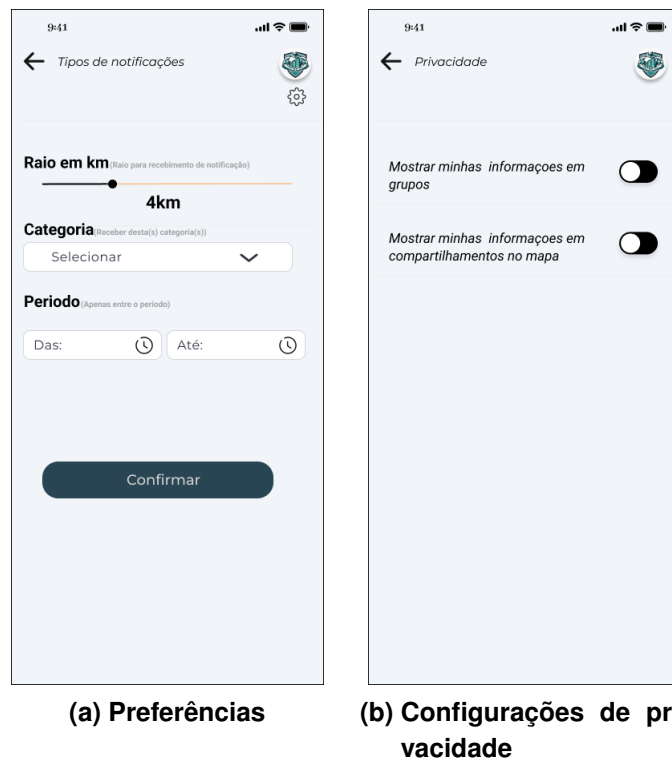 9:41
Tipos de notificações
Raio em km(Raio para recebimento de notificação)
4km
Categoria(Receber desta(s) categoria(s))
Selecionar
Periodo(Apenas entre o periodo)
Das:
Até:
Confirmar
(a) Preferências
9:41
Privacidade
Mostrar minhas informaçoes em
grupos
Mostrar minhas informaçoes em
compartilhamentos no mapa
(b) Configurações de pr
vacidade